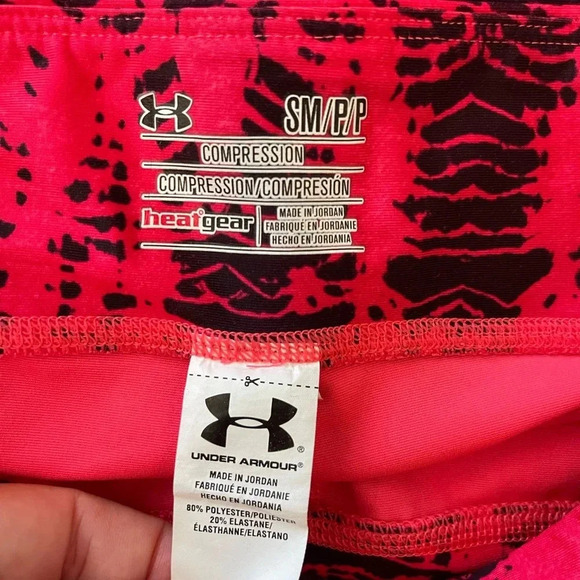 SM/P/P
COMPRESSION
COMPRESSION/COMPRESIÓN
heatgear
MADE IN JORDAN
FABRIQUÉ EN JORDANIE
HECHO EN JORDANIA
UNDER ARMOUR®
MADE IN JORDAN
FABRIQUÉ EN JORDANIE
HECHO EN JORDANIA
80% POLYESTER/POLIÉSTER
20% ELASTANE/
ÉLASTHANNE/ELASTANO